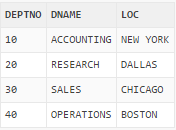 DEPTNO DNAME LOC
10 ACCOUNTING NEW YORK
20 RESEARCH DALLAS
30 SALES CHICAGO
40 OPERATIONS BOSTON